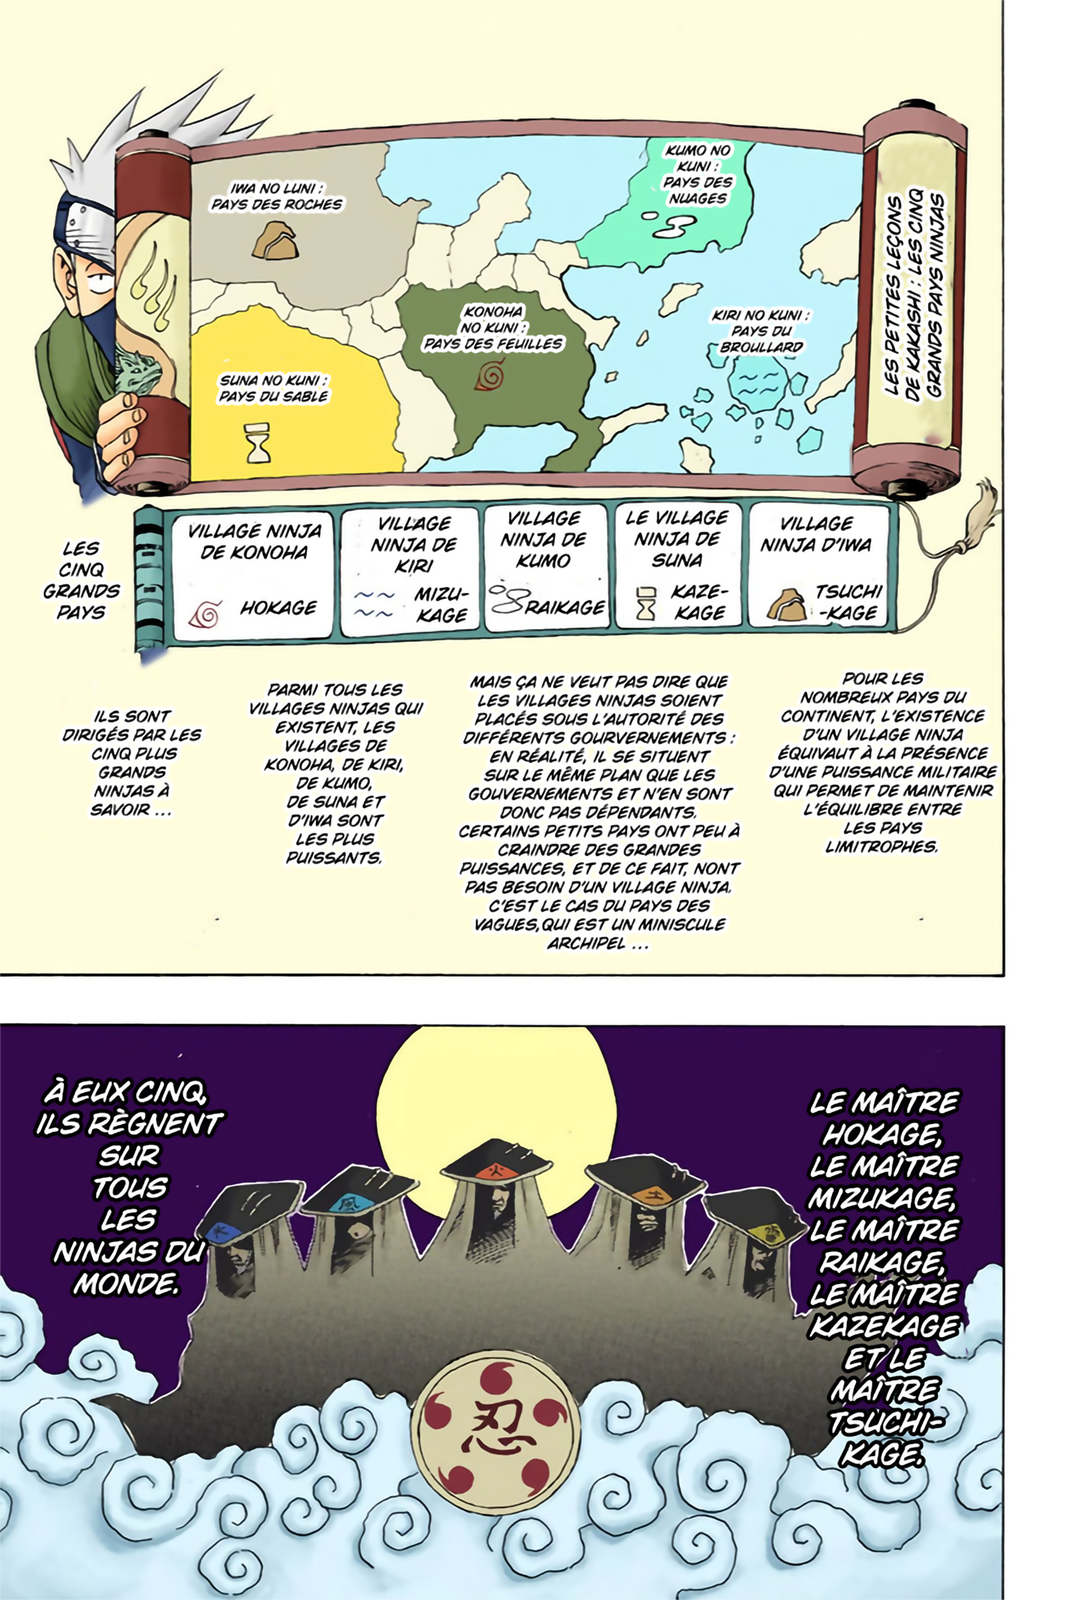 LES PETITES LEÇONS
DE KAKASHI : LES CINQ
GRANDS PAYS NINJAS
KUMO NO
KUNI :
PAYS DES
NUAGES
IWA NO LUNI :
PAYS DES ROCHES
KONOHA
NO KUNI :
PAYS DES FEUILLES
KIRI NO KUNI :
PAYS DU
BROULLARD
SUNA NO KUNI :
PAYS DU SABLE
LES
CINQ
GRANDS
PAYS
VILLAGE NINJA
DE KONOHA
HOKAGE
VILLAGE
NINJA DE
KIRI
MIZU-
KAGE
VILLAGE
NINJA DE
KUMO
RAIKAGE
LE VILLAGE
NINJA DE
SUNA
KAZE-
KAGE
VILLAGE
NINJA D'IWA
TSUCHI
-KAGE
POUR LES
NOMBREUX PAYS DU
CONTINENT, L'EXISTENCE
D'UN VILLAGE NINJA
ÉQUIVAUT À LA PRÉSENCE
D'UNE PUISSANCE MILITAIRE
QUI PERMET DE MAINTENIR
L'ÉQUILIBRE ENTRE
LES PAYS
LIMITROPHES.
MAIS ÇA NE VEUT PAS DIRE QUE
LES VILLAGES NINJAS SOIENT
PLACÉS SOUS L'AUTORITÉ DES
DIFFÉRENTS GOURVERNEMENTS :
EN RÉALITÉ, IL SE SITUENT
SUR LE MÊME PLAN QUE LES
GOUVERNEMENTS ET N'EN SONT
DONC PAS DÉPENDANTS.
CERTAINS PETITS PAYS ONT PEU À
CRAINDRE DES GRANDES
PUISSANCES, ET DE CE FAIT, NONT
PAS BESOIN D'UN VILLAGE NINJA.
C'EST LE CAS DU PAYS DES
VAGUES,QUI EST UN MINISCULE
ARCHIPEL ...
PARMI TOUS LES
VILLAGES NINJAS QUI
EXISTENT, LES
VILLAGES DE
KONOHA, DE KIRI,
DE KUMO,
DE SUNA ET
D'IWA SONT
LES PLUS
PUISSANTS.
ILS SONT
DIRIGÉS PAR LES
CINQ PLUS
GRANDS
NINJAS À
SAVOIR ...
LE MAÎTRE
HOKAGE,
LE MAÎTRE
MIZUKAGE,
LE MAÎTRE
RAIKAGE,
LE MAÎTRE
KAZEKAGE
ET LE
MAÎTRE
TSUCHI-
KAGE.
À EUX CINQ,
ILS RÈGNENT
SUR
TOUS
LES
NINJAS DU
MONDE.
水
風
火
土
忍